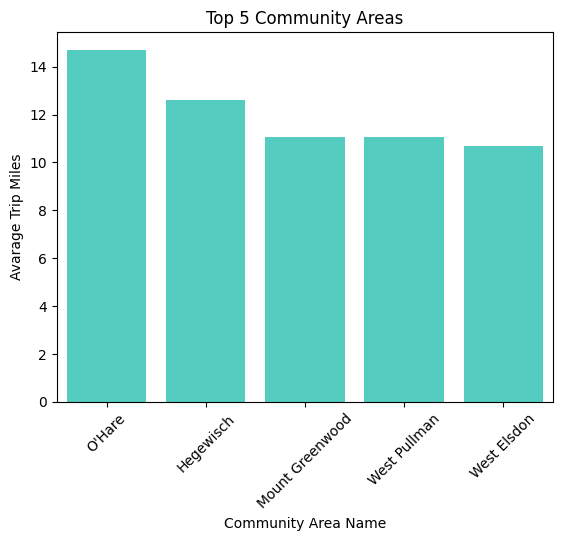 Top 5 Community Areas
Avarage Trip Miles
14
12
10
8
6
4
2
0
O'Hare
Hegewisch
Mount Greenwood
West Pullman
West Elsdon
Community Area Name